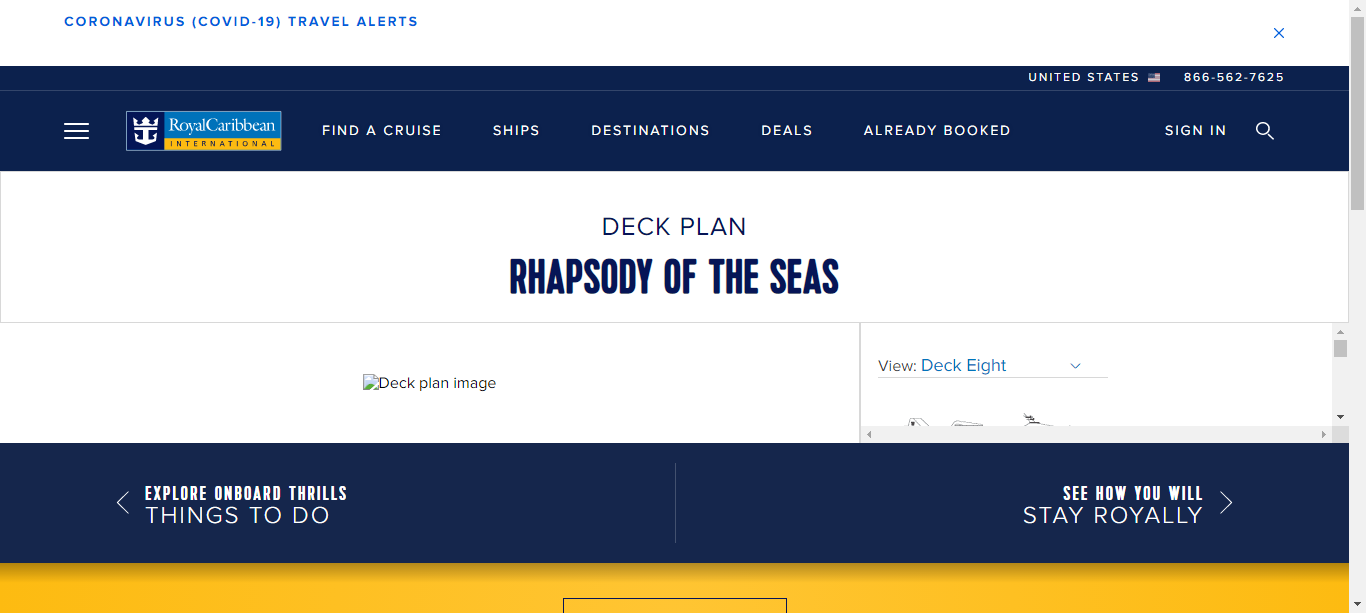 CORONAVIRUS (COVID-19) TRAVEL ALERTS
UNITED STATES 866-562-7625
RoyalCaribbean
INTERNATIONAL
FIND A CRUISE SHIPS DESTINATIONS DEALS ALREADY BOOKED SIGN IN
DECK PLAN
RHAPSODY OF THE SEAS
Deck plan image
View: Deck Eight
EXPLORE ONBOARD THRILLS
THINGS TO DO
SEE HOW YOU WILL
STAY ROYALLY